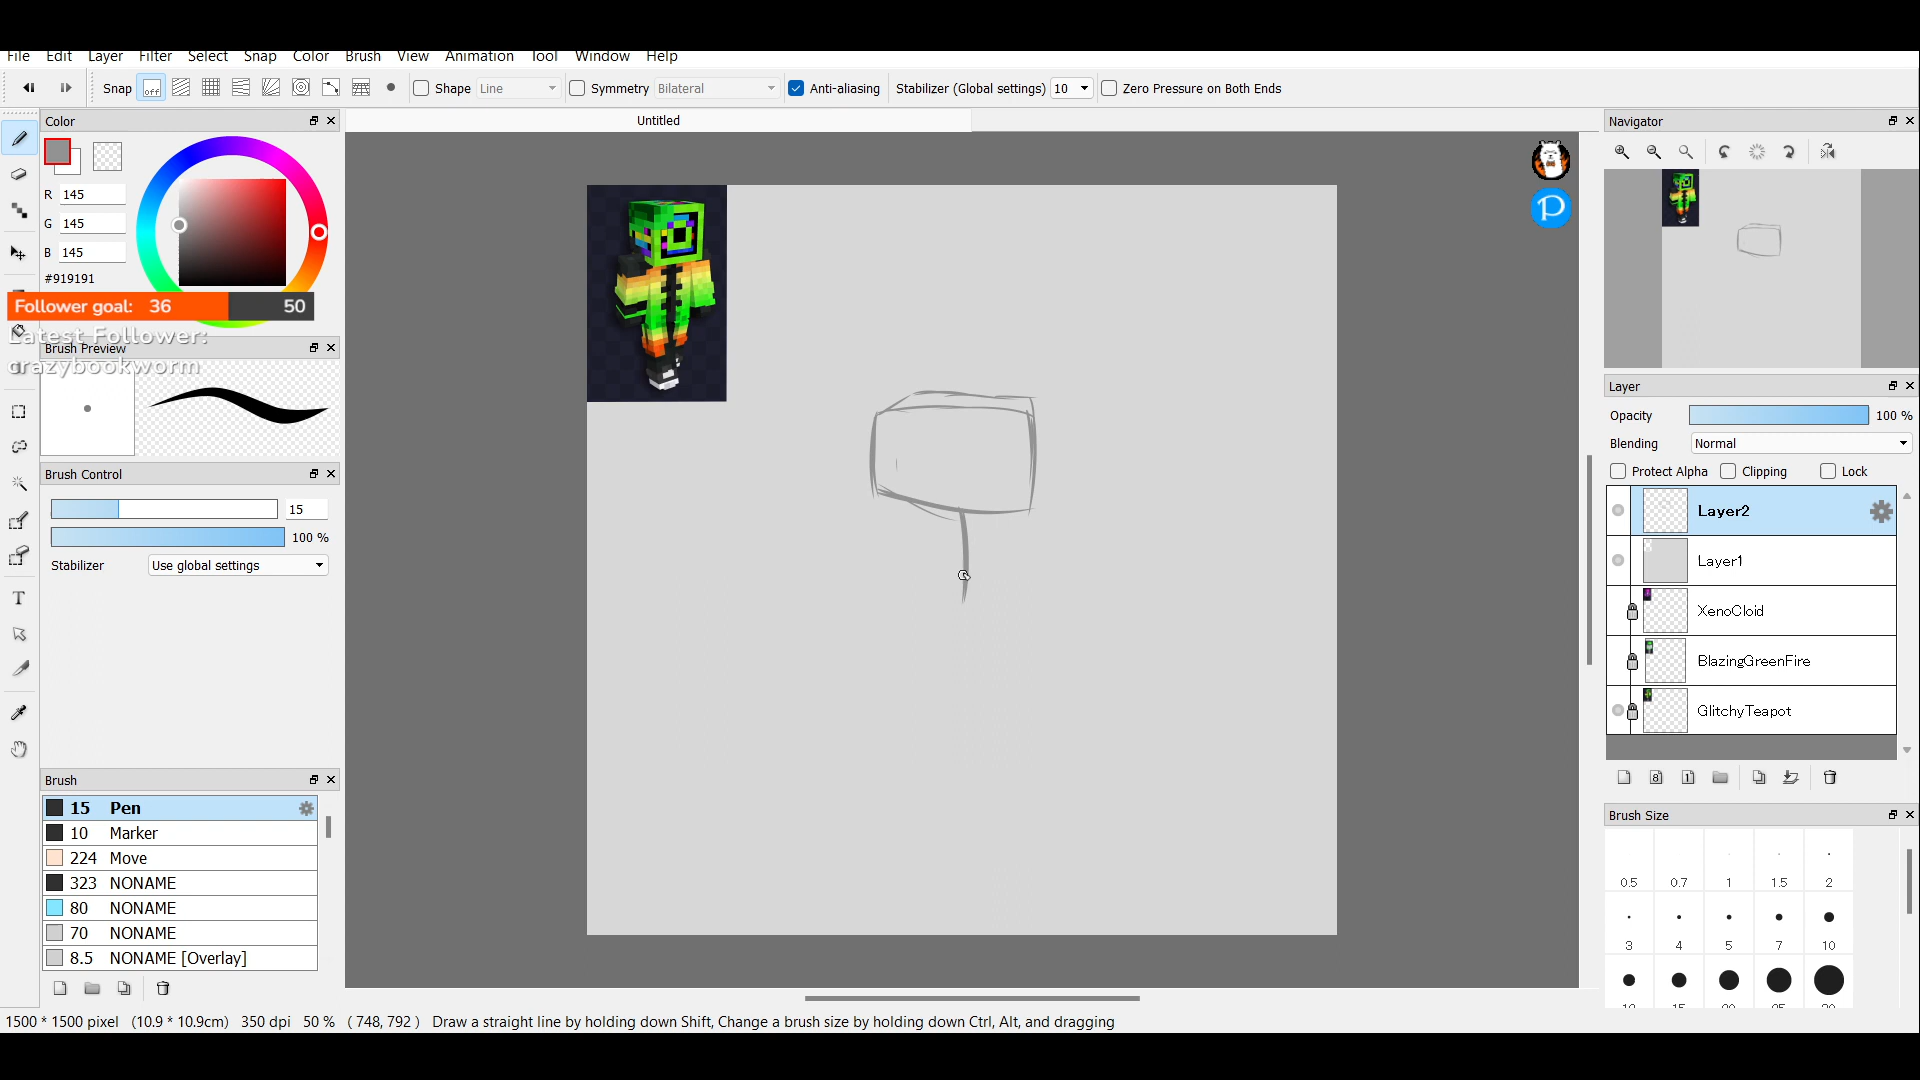 File Edit Layer Filter Select Snap Color Brush View Animation Tool Window Help
Snap off Shape Line Symmetry Bilateral Anti-aliasing Stabilizer (Global settings) 10 Zero Pressure on Both Ends
Color
Untitled
Navigator
R 145
G 145
B 145
#919191
Follower goal: 36 50
Latest Follower:
crazybookworm
Brush Preview
Brush Control
15
100 %
Stabilizer Use global settings
Brush
15 Pen
10 Marker
224 Move
323 NONAME
80 NONAME
70 NONAME
8.5 NONAME [Overlay]
Layer
Opacity 100 %
Blending Normal
Protect Alpha Clipping Lock
Layer2
Layer1
XenoCloid
BlazingGreenFire
GlitchyTeapot
Brush Size
0.5 0.7 1 1.5 2
3 4 5 7 10
1500 * 1500 pixel (10.9 * 10.9cm) 350 dpi 50 % ( 748, 792 ) Draw a straight line by holding down Shift, Change a brush size by holding down Ctrl, Alt, and dragging